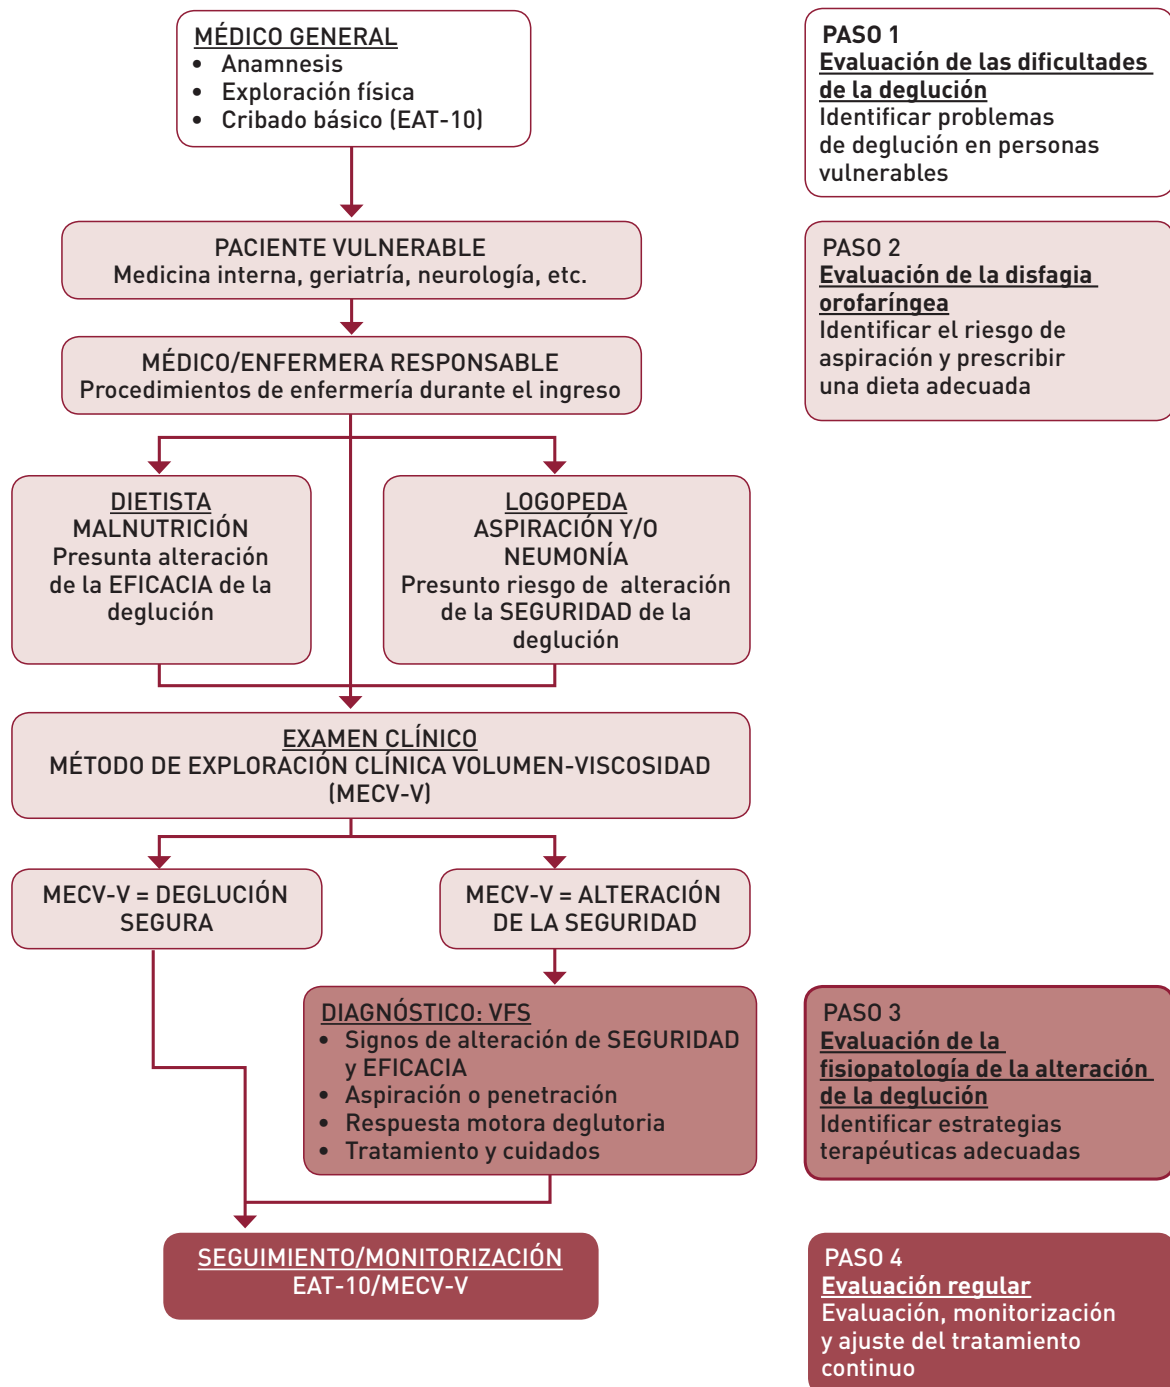 MÉDICO GENERAL
• Anamnesis
• Exploración física
• Cribado básico (EAT-10)
PASO 1
Evaluación de las dificultades
de la deglución
Identificar problemas
de deglución en personas
vulnerables
PACIENTE VULNERABLE
Medicina interna, geriatría, neurología, etc.
PASO 2
Evaluación de la disfagia
orofaríngea
Identificar el riesgo de
aspiración y prescribir
una dieta adecuada
MÉDICO/ENFERMERA RESPONSABLE
Procedimientos de enfermería durante el ingreso
DIETISTA
MALNUTRICIÓN
Presunta alteración
de la EFICACIA de la
deglución
LOGOPEDA
ASPIRACIÓN Y/O
NEUMONÍA
Presunto riesgo de alteración
de la SEGURIDAD de la
deglución
EXAMEN CLÍNICO
MÉTODO DE EXPLORACIÓN CLÍNICA VOLUMEN-VISCOSIDAD
(MECV-V)
MECV-V = DEGLUCIÓN
SEGURA
MECV-V = ALTERACIÓN
DE LA SEGURIDAD
DIAGNÓSTICO: VFS
• Signos de alteración de SEGURIDAD
y EFICACIA
• Aspiración o penetración
• Respuesta motora deglutoria
• Tratamiento y cuidados
PASO 3
Evaluación de la
fisiopatología de la alteración
de la deglución
Identificar estrategias
terapéuticas adecuadas
SEGUIMIENTO/MONITORIZACIÓN
EAT-10/MECV-V
PASO 4
Evaluación regular
Evaluación, monitorización
y ajuste del tratamiento
continuo